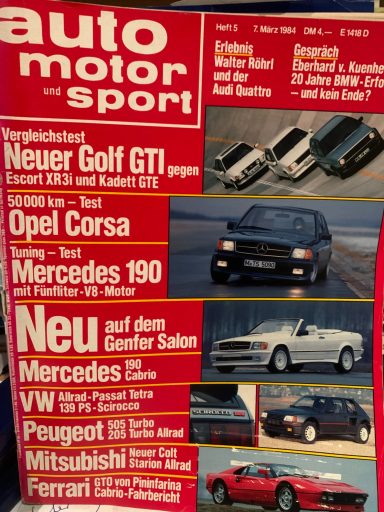 auto
motor
und
sport
Heft 5 7. März 1984 DM 4,— E 1418 D
Erlebnis
Walter Röhrl
und der
Audi Quattro
Gespräch
Eberhard v. Kuenhe
20 Jahre BMW-Erfo
– und kein Ende?
Vergleichstest
Neuer Golf GTI gegen
Escort XR3i und Kadett GTE
50000 km – Test
Opel Corsa
Tuning – Test
Mercedes 190
mit Fünfliter-V8-Motor
Neu auf dem
Genfer Salon
Mercedes 190
Cabrio
VW Allrad-Passat Tetra
139 PS-Scirocco
Peugeot 505 Turbo
205 Turbo Allrad
Mitsubishi Neuer Colt
Starion Allrad
Ferrari GTO von Pininfarina
Cabrio-Fahrbericht
SCIROCCO